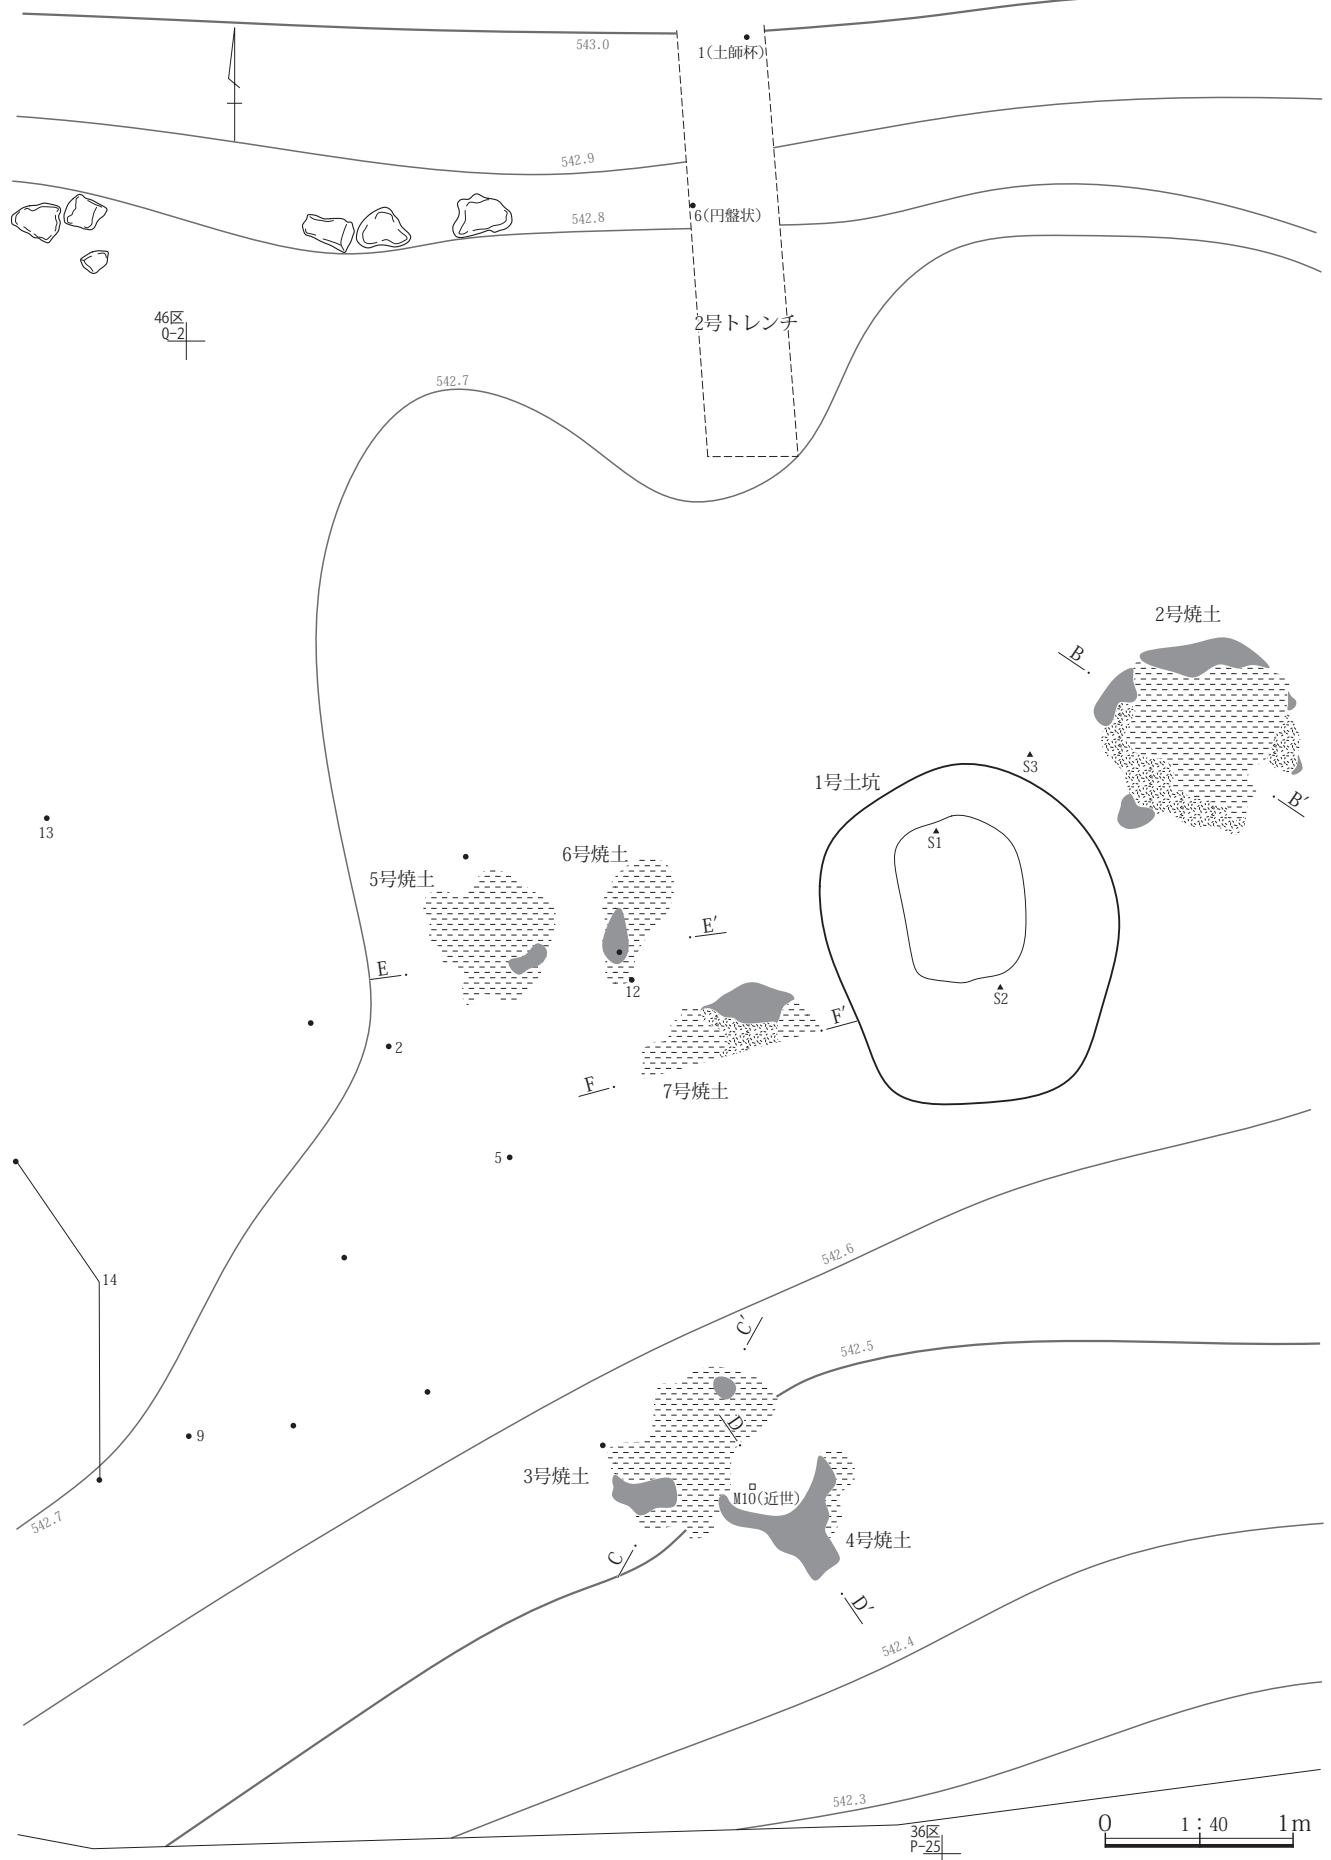 543.0
1(土師杯)
542.9
542.8
6(円盤状)
46区
Q-2
2号トレンチ
542.7
2号焼土
B
S3
1号土坑
B′
13
S1
6号焼土
5号焼土
E′
E
12
S2
F′
2
F
7号焼土
5
542.6
14
C′
542.5
D
9
3号焼土
M10(近世)
542.7
4号焼土
C
D′
542.4
542.3
36区
P-25
0 1:40 1m